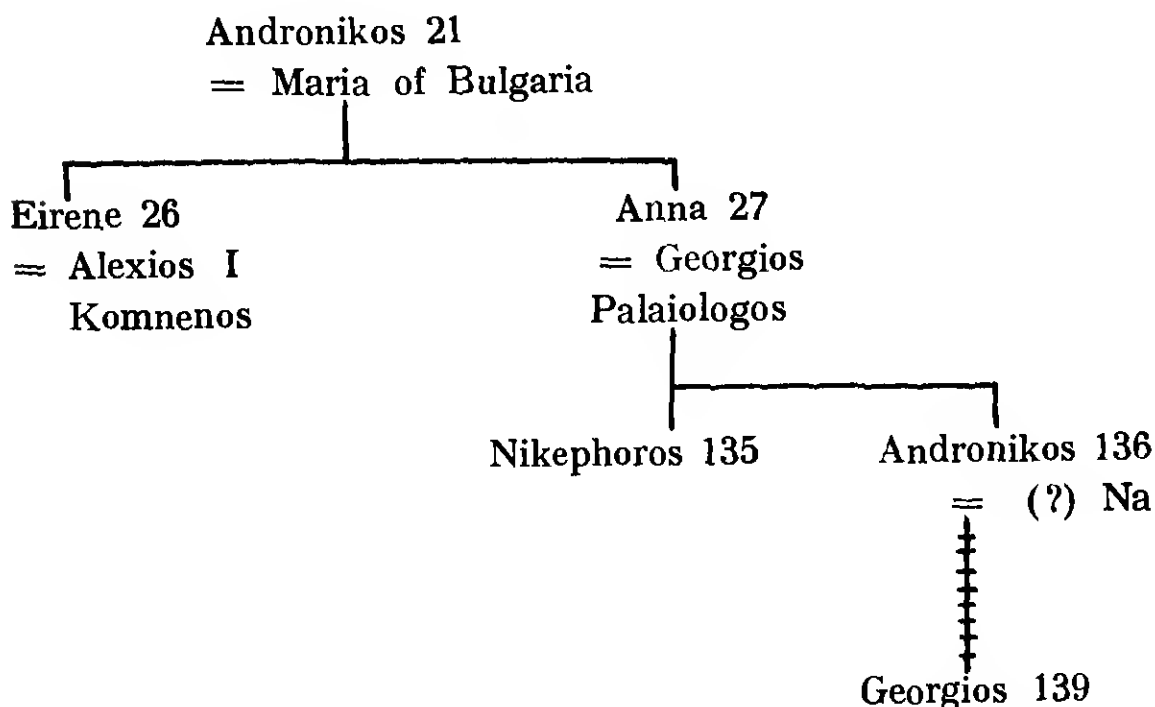 Andronikos 21
= Maria of Bulgaria
Eirene 26
= Alexios I
Komnenos
Anna 27
= Georgios
Palaiologos
Nikephoros 135
Andronikos 136
= (?) Na
Georgios 139